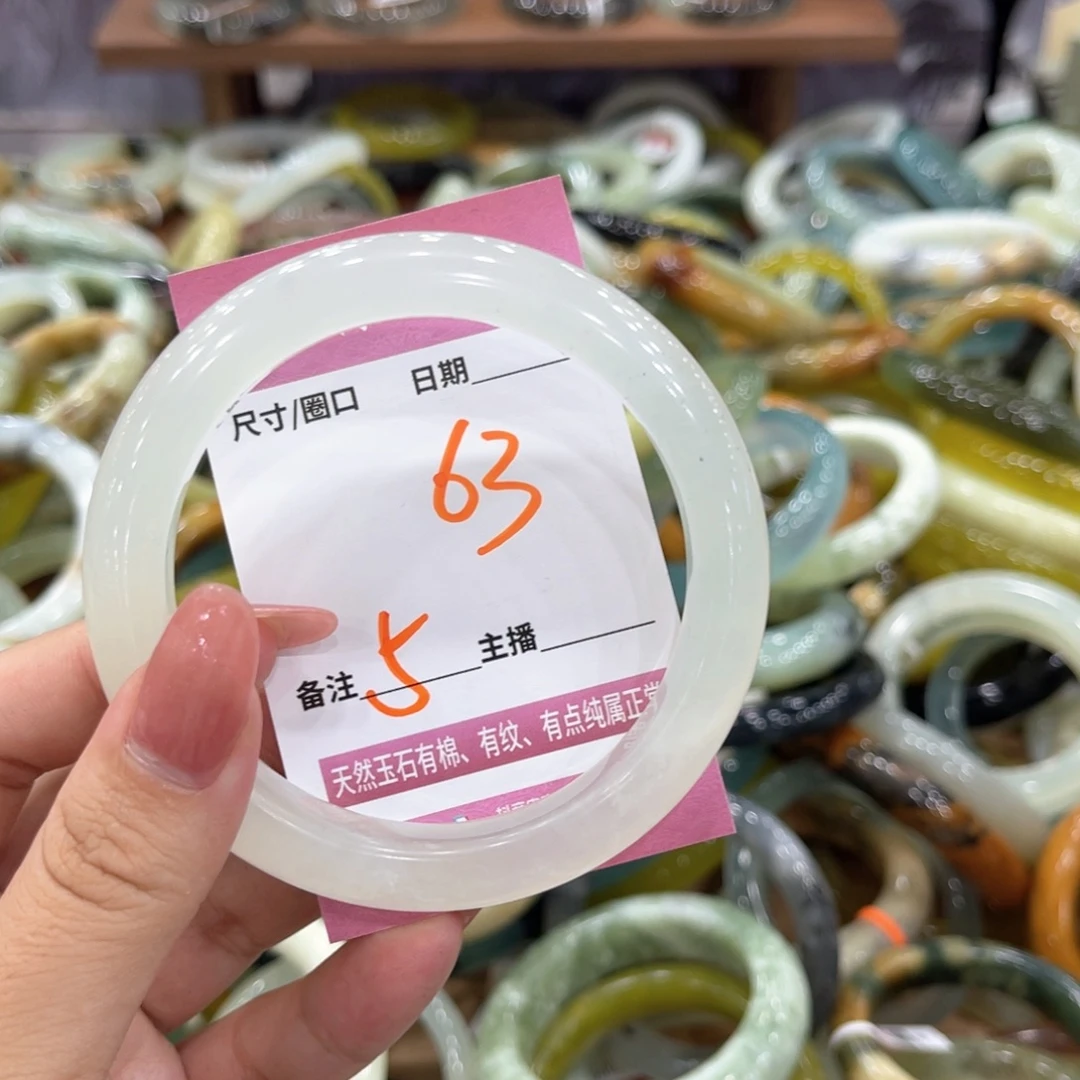 尺寸/圈口 日期
63
备注 5 主播
天然玉石有棉、有纹、有点纯属正常